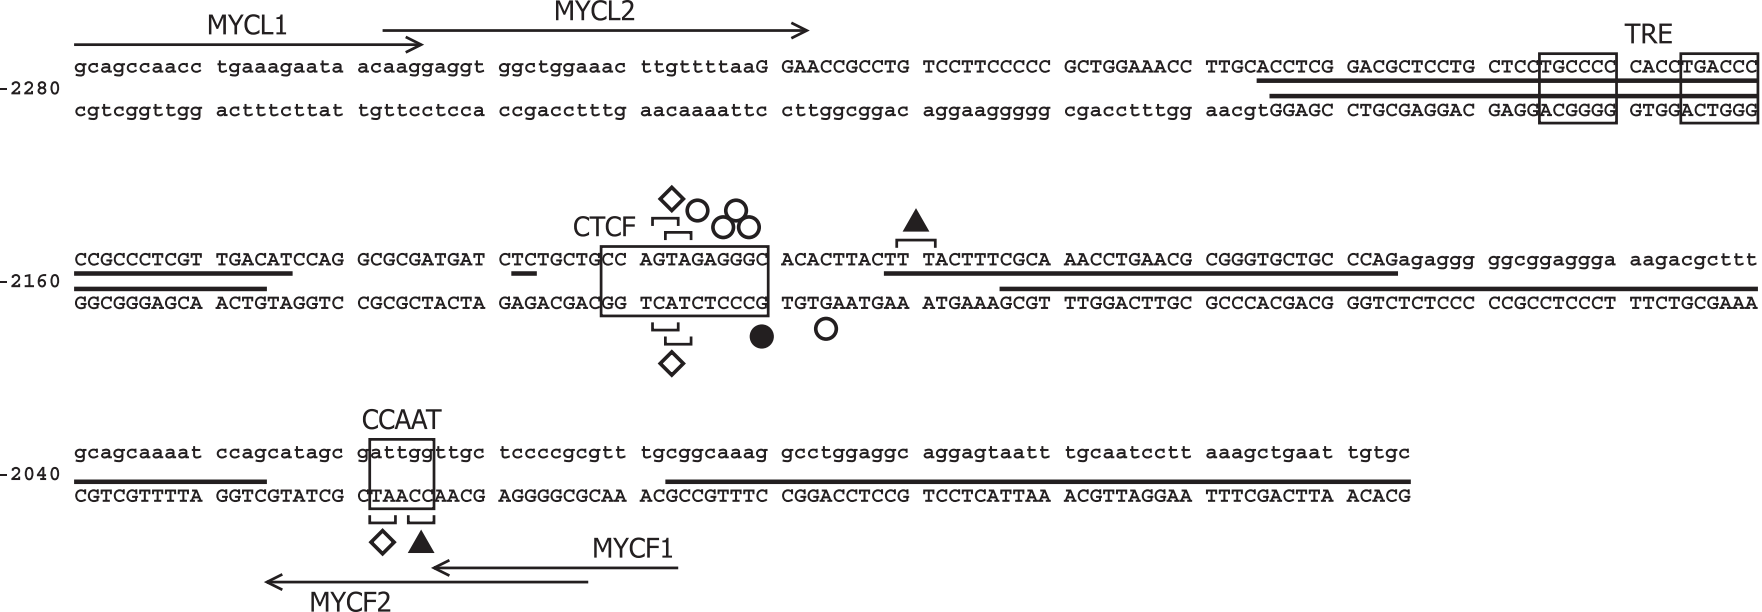 MYCL1 MYCL2
TRE
gcagccaacc tgaaagaata acaaggaggt ggctggaaac ttgttttaaG GAACCGCCTG TCCTTCCCCC GCTGGAAACC TTGCACCTCG GACGCTCCTG CTCCTGCCCC CACCTGACCC
-2280
cgtcggttgg actttcttat tgttcctcca ccgacctttg aacaaaattc cttggcggac aggaaggggg cgacctttgg aacgtGGAGC CTGCGAGGAC GAGGACGGGG GTGGACTGGG
CTCF
CCGCCCTCGT TGACATCCAG GCGCGATGAT CTCTGCTGCC AGTAGAGGGC ACACTTACTT TACTTTCGCA AACCTGAACG CGGGTGCTGC CCAGagaggg ggcggaggga aagacgcttt
-2160
GGCGGGAGCA ACTGTAGGTC CGCGCTACTA GAGACGACGG TCATCTCCCG TGTGAATGAA ATGAAAGCGT TTGGACTTGC GCCCACGACG GGTCTCTCCC CCGCCTCCCT TTCTGCGAAA
CCAAT
gcagcaaaat ccagcatagc gattggttgc tccccgcgtt tgcggcaaag gcctggaggc aggagtaatt tgcaatcctt aaagctgaat tgtgc
-2040
CGTCGTTTTA GGTCGTATCG CTAACCAACG AGGGGCGCAA ACGCCGTTTC CGGACCTCCG TCCTCATTAA ACGTTAGGAA TTTCGACTTA ACACG
MYCF1
MYCF2